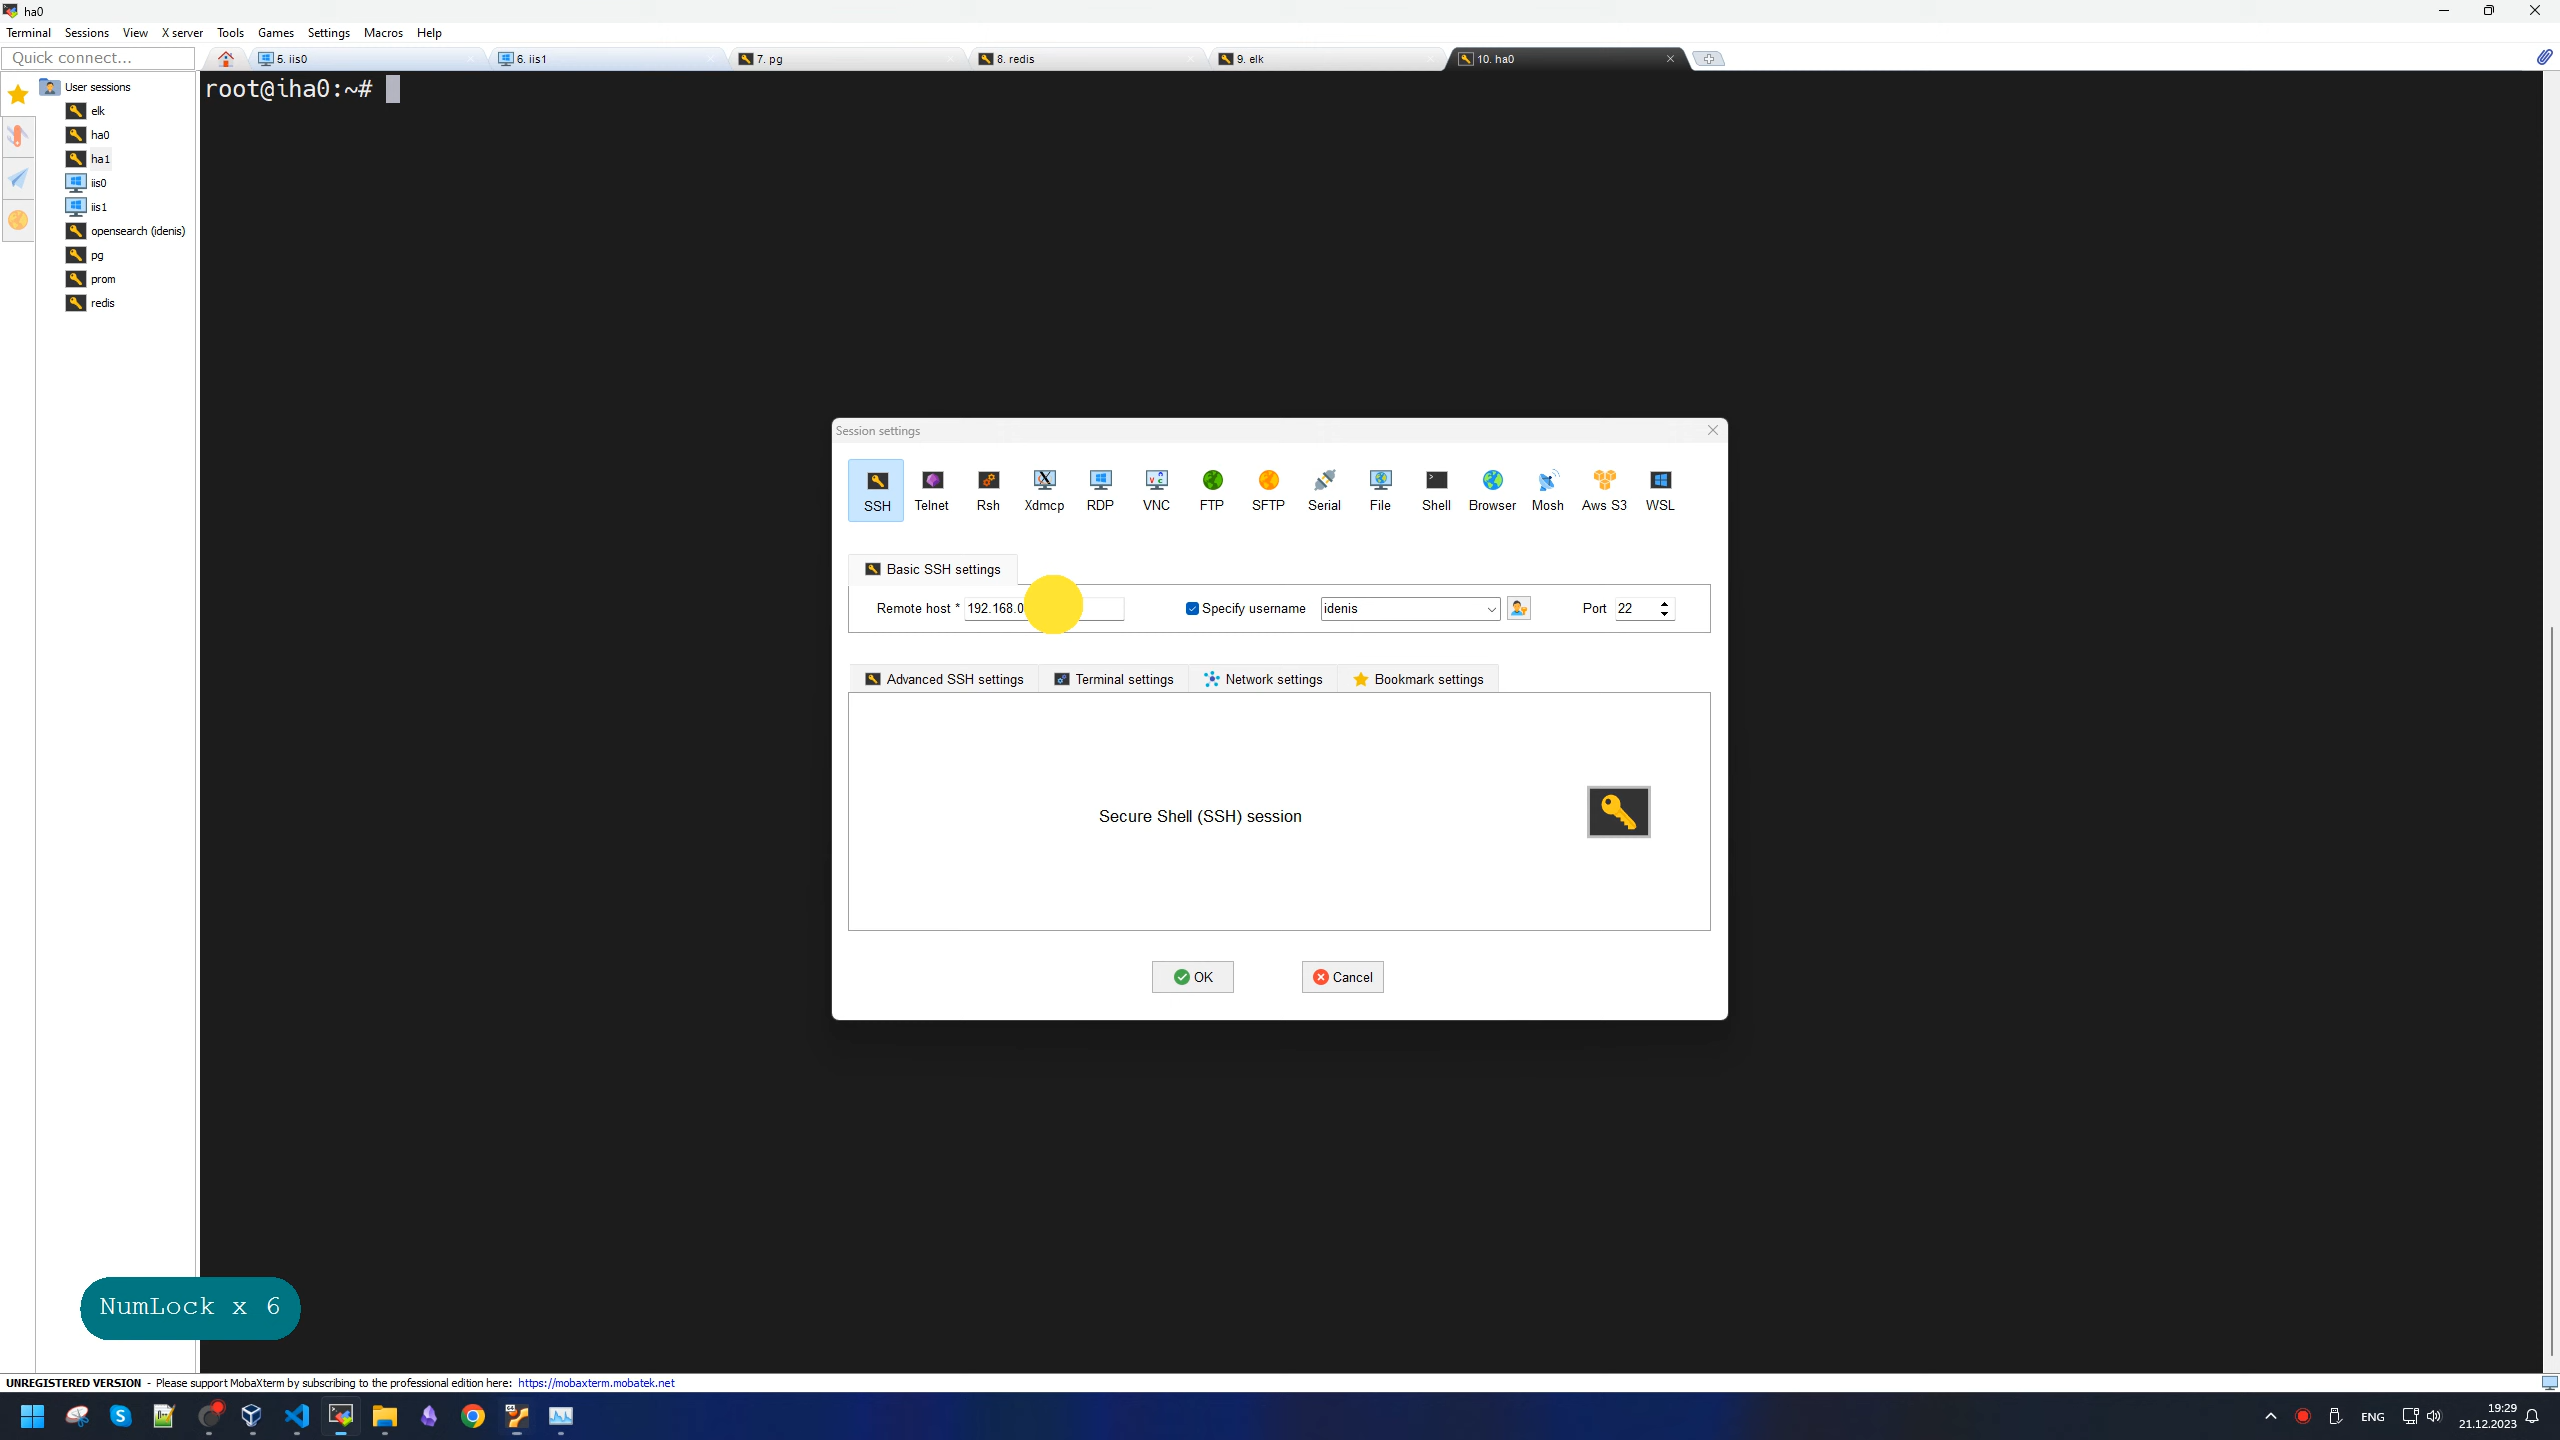 ha0
Terminal Sessions View X server Tools Games Settings Macros Help
Quick connect...
5. iis0
6. iis1
7. pg
8. redis
9. elk
10. ha0
User sessions
elk
ha0
ha1
iis0
iis1
opensearch (idenis)
pg
prom
redis
root@iha0:~#
Session settings
SSH Telnet Rsh Xdmcp RDP VNC FTP SFTP Serial File Shell Browser Mosh Aws S3 WSL
Basic SSH settings
Remote host * 192.168.0
Specify username idenis
Port 22
Advanced SSH settings Terminal settings Network settings Bookmark settings
Secure Shell (SSH) session
OK Cancel
NumLock x 6
UNREGISTERED VERSION - Please support MobaXterm by subscribing to the professional edition here: https://mobaxterm.mobatek.net
ENG
19:29
21.12.2023